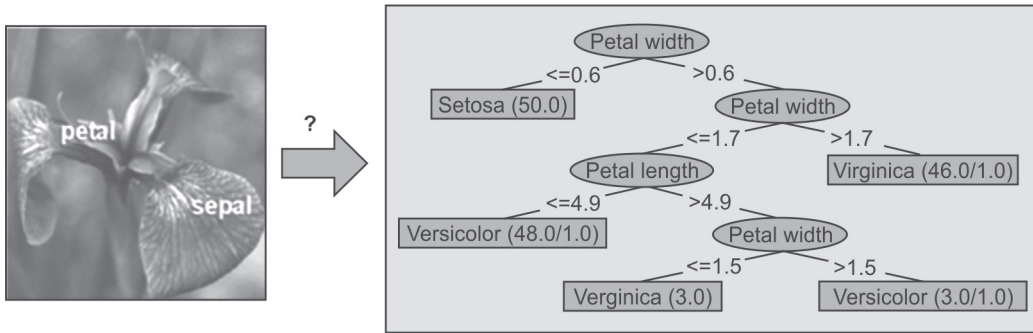 petal
sepal
?
Petal width
<=0.6 >0.6
Setosa (50.0) Petal width
<=1.7 >1.7
Petal length Virginica (46.0/1.0)
<=4.9 >4.9
Versicolor (48.0/1.0) Petal width
<=1.5 >1.5
Verginica (3.0) Versicolor (3.0/1.0)